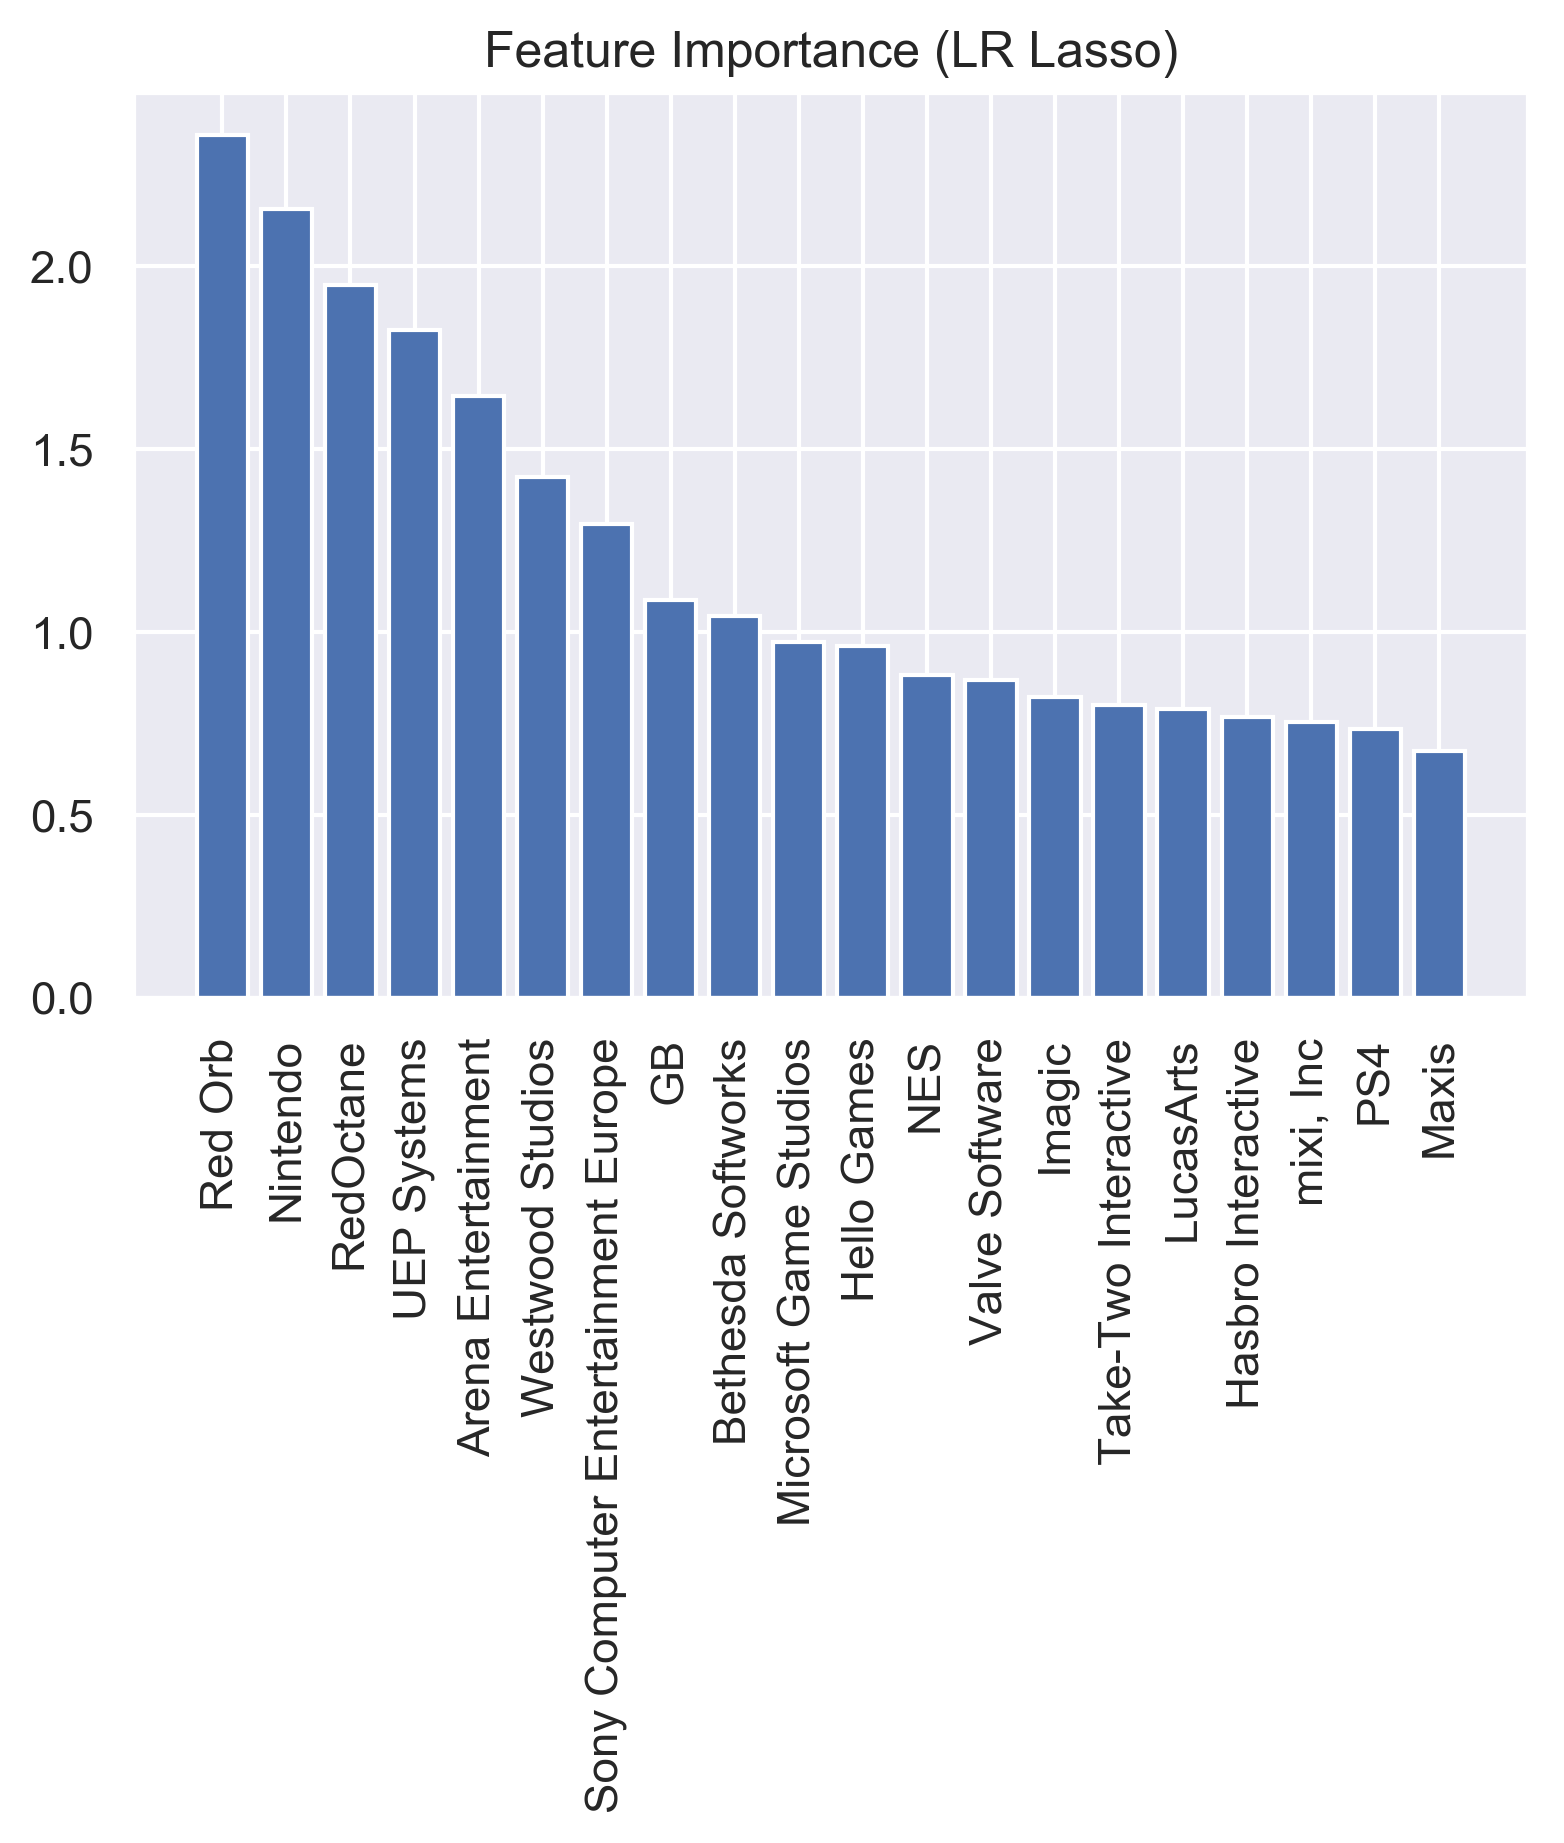 Feature Importance (LR Lasso)
2.0
1.5
1.0
0.5
0.0
Red Orb
Nintendo
RedOctane
UEP Systems
Arena Entertainment
Westwood Studios
Sony Computer Entertainment Europe
GB
Bethesda Softworks
Microsoft Game Studios
Hello Games
NES
Valve Software
Imagic
Take-Two Interactive
LucasArts
Hasbro Interactive
mixi, Inc
PS4
Maxis